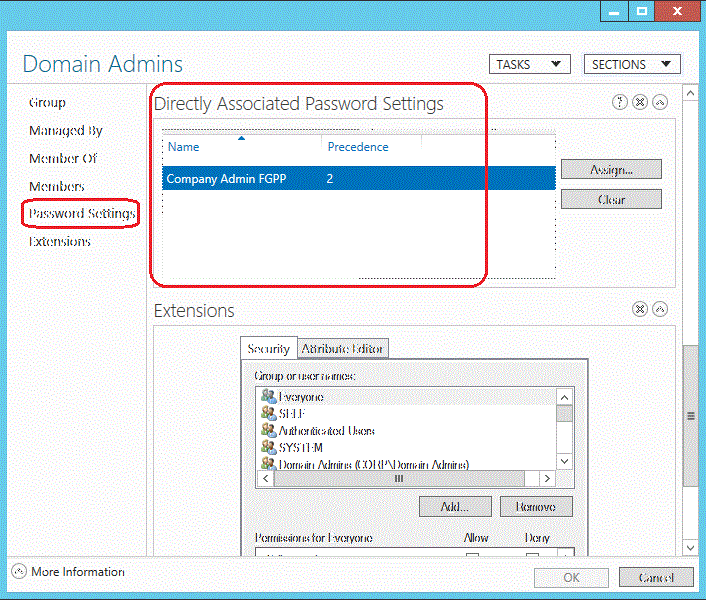 Domain Admins
TASKS
SECTIONS
Group
Managed By
Member Of
Members
Password Settings
Extensions
Directly Associated Password Settings
Name Precedence
Company Admin FGPP 2
Assign...
Clear
Extensions
Security Attribute Editor
Group or user names:
Everyone
SELF
Authenticated Users
SYSTEM
Domain Admins (CORP\Domain Admins)
Add... Remove
Permissions for Everyone Allow Deny
More Information
OK Cancel